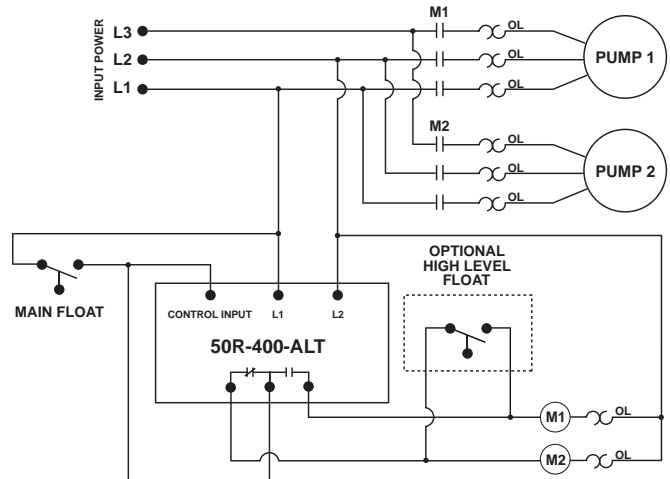 INPUT POWER
L3
L2
L1
M1
OL
OL
OL
PUMP 1
M2
OL
OL
OL
PUMP 2
MAIN FLOAT
OPTIONAL
HIGH LEVEL
FLOAT
CONTROL INPUT
L1
L2
50R-400-ALT
M1
OL
M2
OL